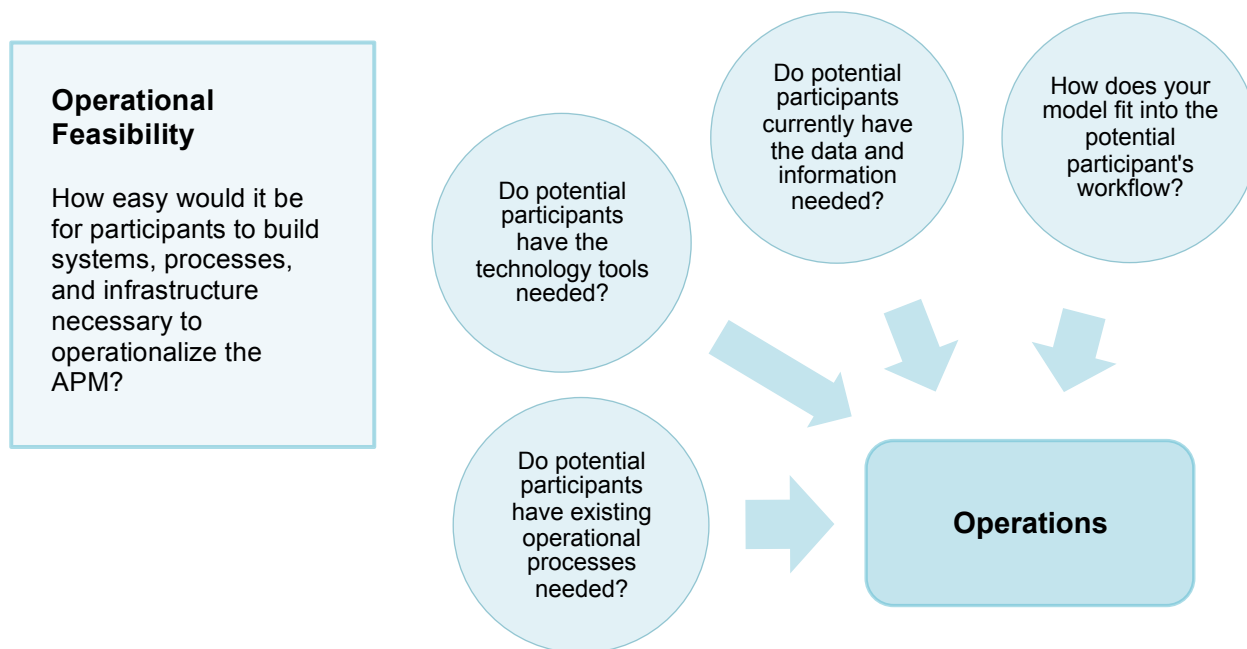 Operational
Feasibility
How easy would it be
for participants to build
systems, processes,
and infrastructure
necessary to
operationalize the
APM?
Do potential
participants
have the
technology tools
needed?
Do potential
participants
currently have
the data and
information
needed?
How does your
model fit into the
potential
participant's
workflow?
Do potential
participants
have existing
operational
processes
needed?
Operations